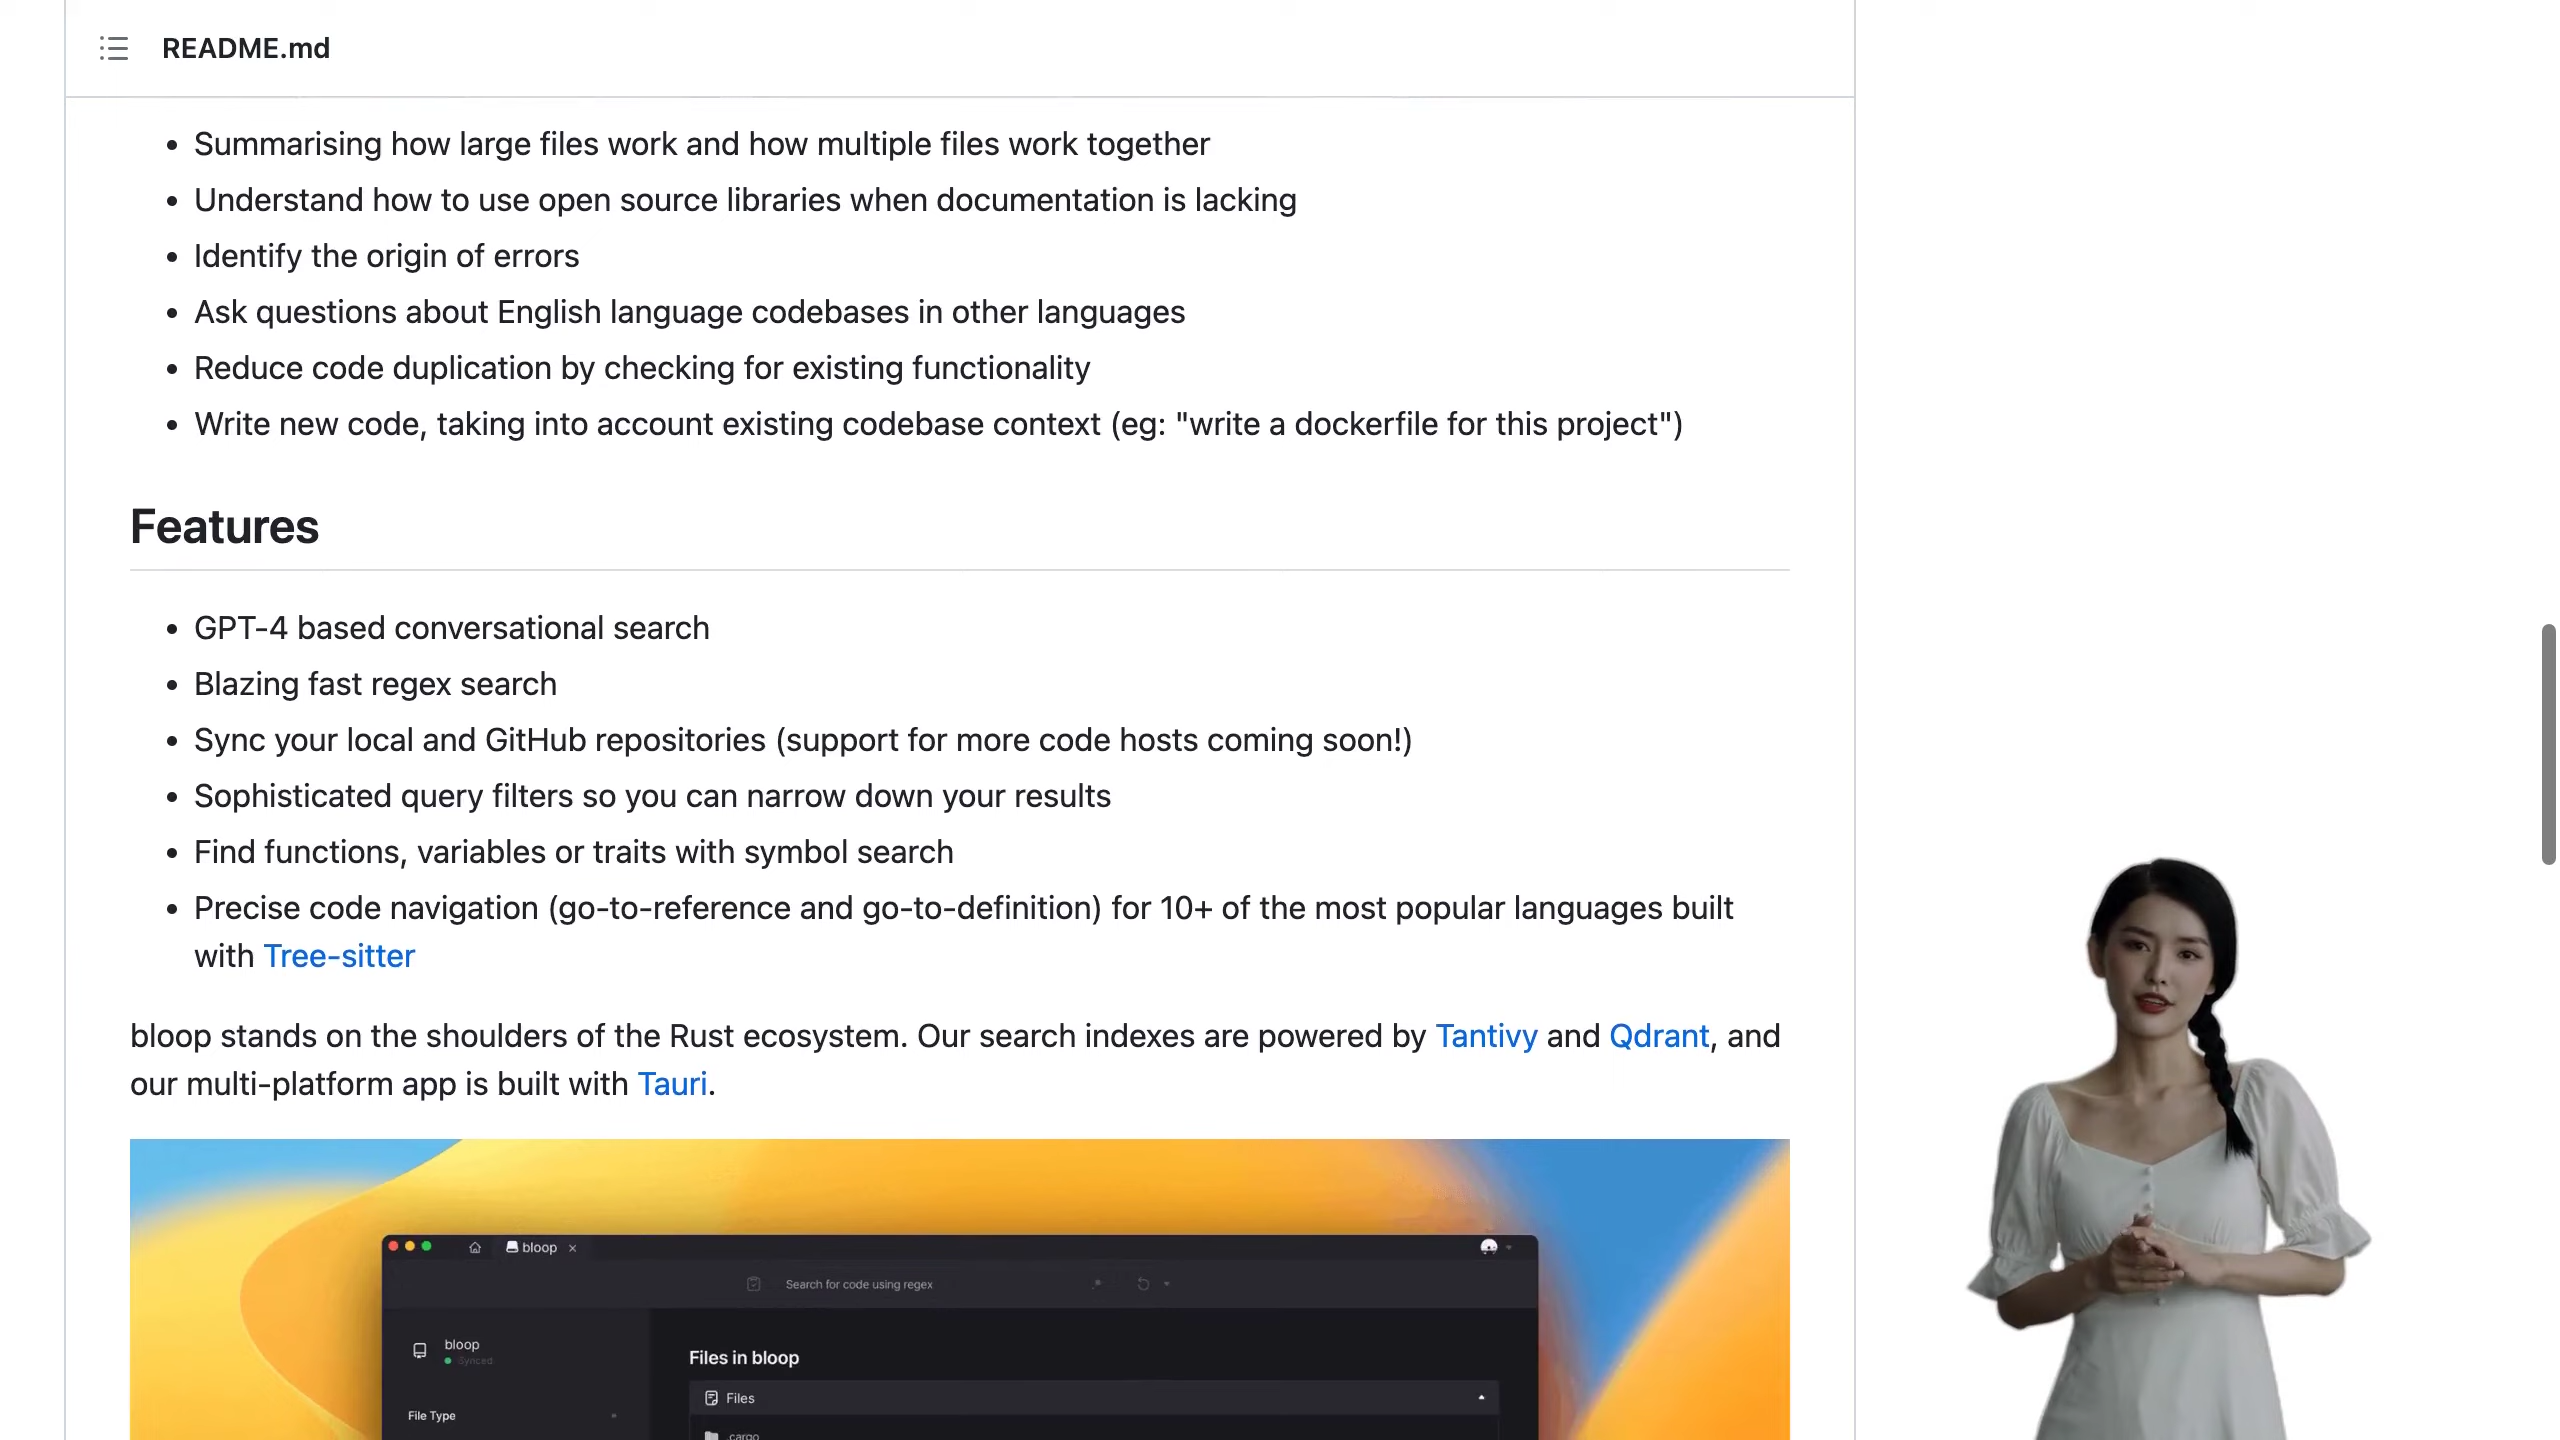 README.md
Summarising how large files work and how multiple files work together
Understand how to use open source libraries when documentation is lacking
Identify the origin of errors
Ask questions about English language codebases in other languages
Reduce code duplication by checking for existing functionality
Write new code, taking into account existing codebase context (eg: "write a dockerfile for this project")
Features
GPT-4 based conversational search
Blazing fast regex search
Sync your local and GitHub repositories (support for more code hosts coming soon!)
Sophisticated query filters so you can narrow down your results
Find functions, variables or traits with symbol search
Precise code navigation (go-to-reference and go-to-definition) for 10+ of the most popular languages built
with Tree-sitter
bloop stands on the shoulders of the Rust ecosystem. Our search indexes are powered by Tantivy and Qdrant, and
our multi-platform app is built with Tauri.
bloop
Search for code using regex
bloop
Synced
Files in bloop
Files
File Type
.cargo